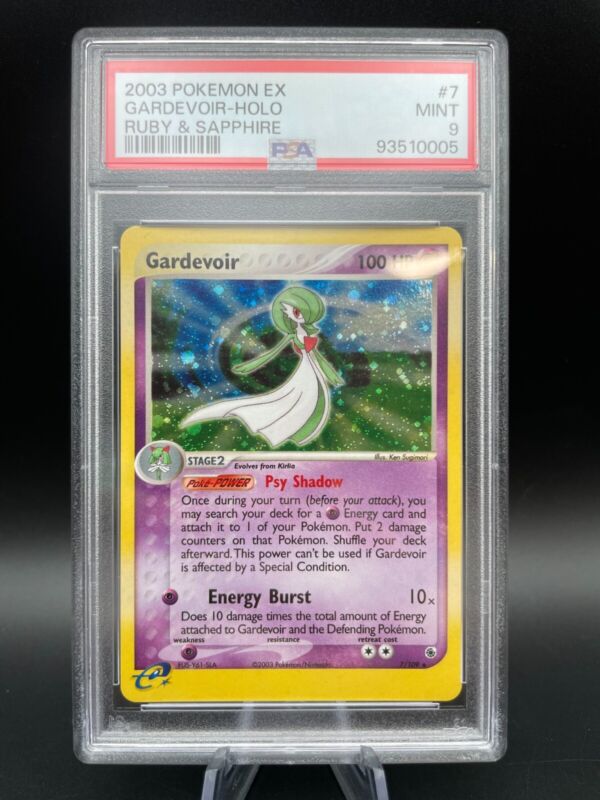 2003 POKEMON EX #7
GARDEVOIR-HOLO MINT
RUBY & SAPPHIRE 9
PSA 93510005
Gardevoir 100 HP
Illus. Ken Sugimori
STAGE2 Evolves from Kirlia
Poké-POWER Psy Shadow
Once during your turn (before your attack), you
may search your deck for a Energy card and
attach it to 1 of your Pokémon. Put 2 damage
counters on that Pokémon. Shuffle your deck
afterward. This power can't be used if Gardevoir
is affected by a Special Condition.
Energy Burst 10x
Does 10 damage times the total amount of Energy
attached to Gardevoir and the Defending Pokémon.
weakness resistance retreat cost
©2003 Pokémon/Nintendo 7/109 ★
e